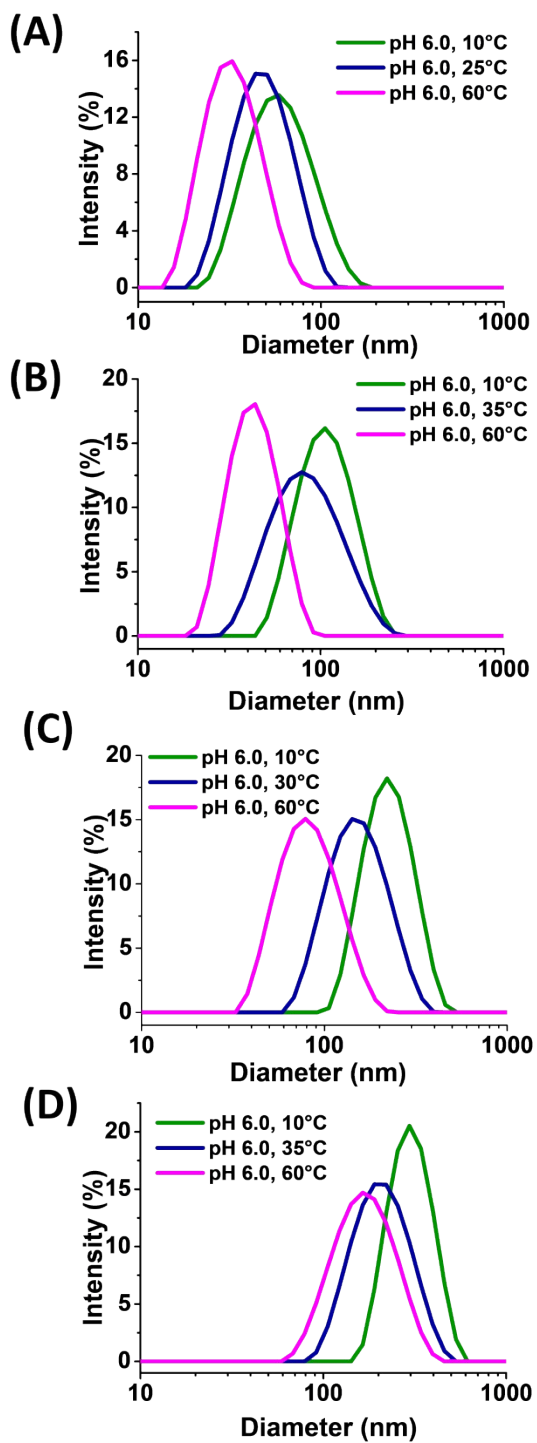 (A)
pH 6.0, 10°C
pH 6.0, 25°C
pH 6.0, 60°C
Intensity (%)
16
12
8
4
0
10 100 1000
Diameter (nm)
(B)
pH 6.0, 10°C
pH 6.0, 35°C
pH 6.0, 60°C
Intensity (%)
20
15
10
5
0
10 100 1000
Diameter (nm)
(C)
pH 6.0, 10°C
pH 6.0, 30°C
pH 6.0, 60°C
Intensity (%)
20
15
10
5
0
10 100 1000
Diameter (nm)
(D)
pH 6.0, 10°C
pH 6.0, 35°C
pH 6.0, 60°C
Intensity (%)
20
15
10
5
0
10 100 1000
Diameter (nm)